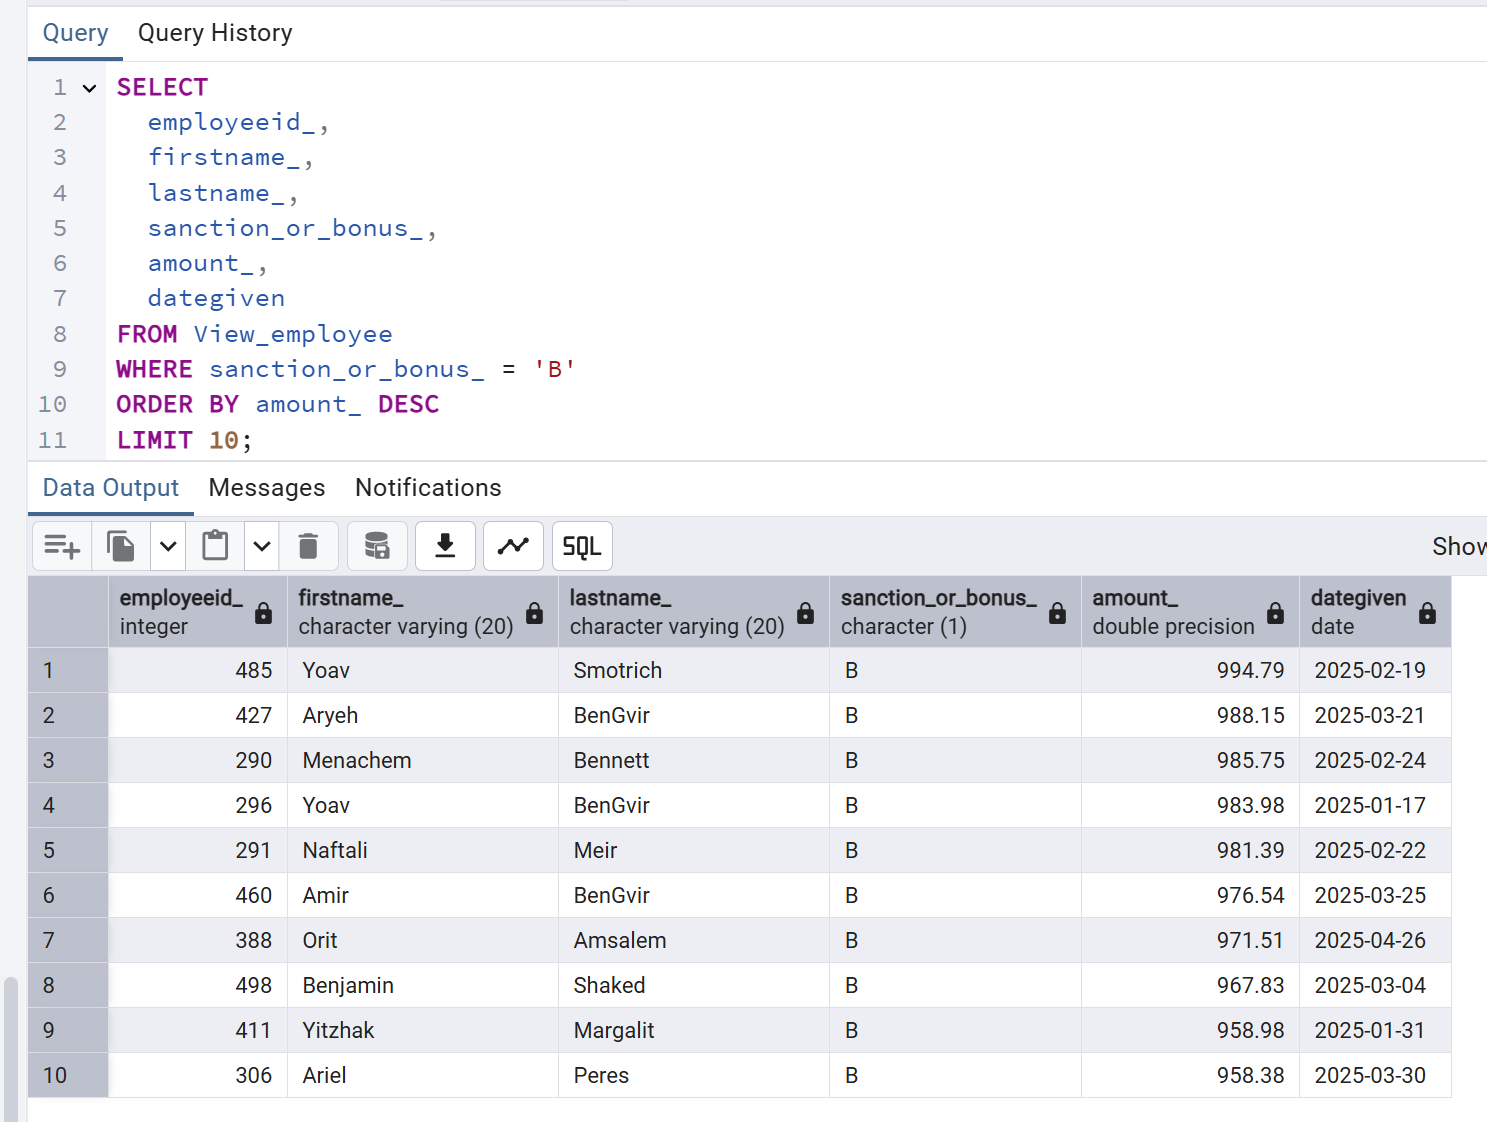 Query Query History
1 SELECT
2 employeeid_,
3 firstname_,
4 lastname_,
5 sanction_or_bonus_,
6 amount_,
7 dategiven
8 FROM View_employee
9 WHERE sanction_or_bonus_ = 'B'
10 ORDER BY amount_ DESC
11 LIMIT 10;
Data Output Messages Notifications
SQL Show
employeeid_ firstname_ lastname_ sanction_or_bonus_ amount_ dategiven
integer character varying (20) character varying (20) character (1) double precision date
1 485 Yoav Smotrich B 994.79 2025-02-19
2 427 Aryeh BenGvir B 988.15 2025-03-21
3 290 Menachem Bennett B 985.75 2025-02-24
4 296 Yoav BenGvir B 983.98 2025-01-17
5 291 Naftali Meir B 981.39 2025-02-22
6 460 Amir BenGvir B 976.54 2025-03-25
7 388 Orit Amsalem B 971.51 2025-04-26
8 498 Benjamin Shaked B 967.83 2025-03-04
9 411 Yitzhak Margalit B 958.98 2025-01-31
10 306 Ariel Peres B 958.38 2025-03-30